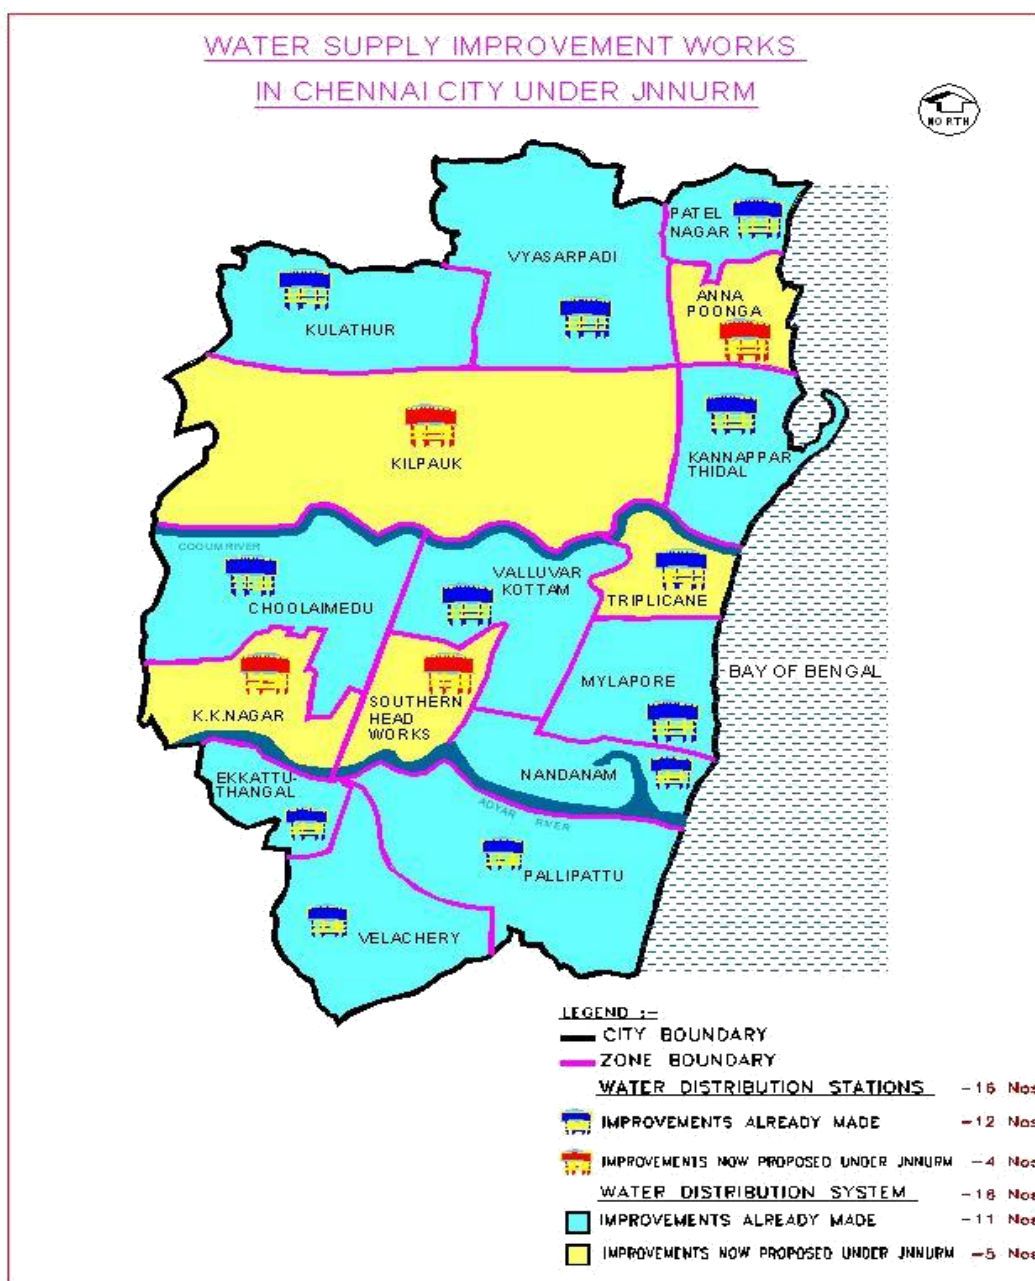 WATER SUPPLY IMPROVEMENT WORKS
IN CHENNAI CITY UNDER JNNURM
NORTH
PATEL
NAGAR
VYASARPADI
ANNA
POONGA
KULATHUR
KILPAUK
KANNAPPAR
THIDAL
COOUMRIVER
VALLUVAR
KOTTAM
CHOOLAIMEDU
TRIPLICANE
BAY OF BENGAL
MYLAPORE
K.K.NAGAR
SOUTHERN
HEAD
WORKS
NANDANAM
EKKATTU-
THANGAL
ADYAR RIVER
PALLIPATTU
VELACHERY
LEGEND :-
CITY BOUNDARY
ZONE BOUNDARY
WATER DISTRIBUTION STATIONS -16 Nos
IMPROVEMENTS ALREADY MADE -12 Nos
IMPROVEMENTS NOW PROPOSED UNDER JNNURM -4 Nos
WATER DISTRIBUTION SYSTEM -16 Nos
IMPROVEMENTS ALREADY MADE -11 Nos
IMPROVEMENTS NOW PROPOSED UNDER JNNURM -5 Nos